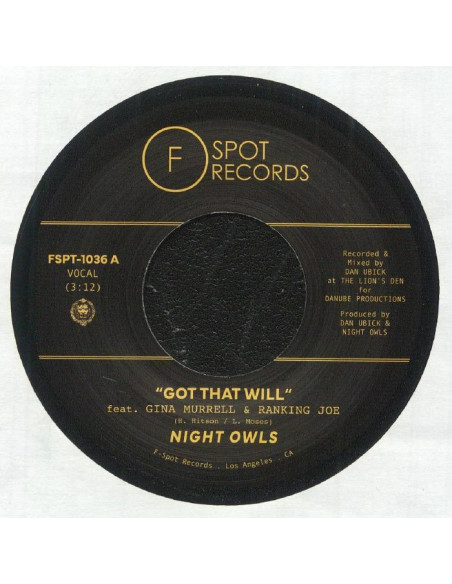 F SPOT
RECORDS
FSPT-1036 A
VOCAL
(3:12)
Recorded &
Mixed by
DAN UBICK
at THE LION'S DEN
for
DANUBE PRODUCTIONS
Produced by
DAN UBICK &
NIGHT OWLS
"GOT THAT WILL"
feat. GINA MURRELL & RANKING JOE
(B. Hitson / L. Moses)
NIGHT OWLS
F-Spot Records . Los Angeles . CA